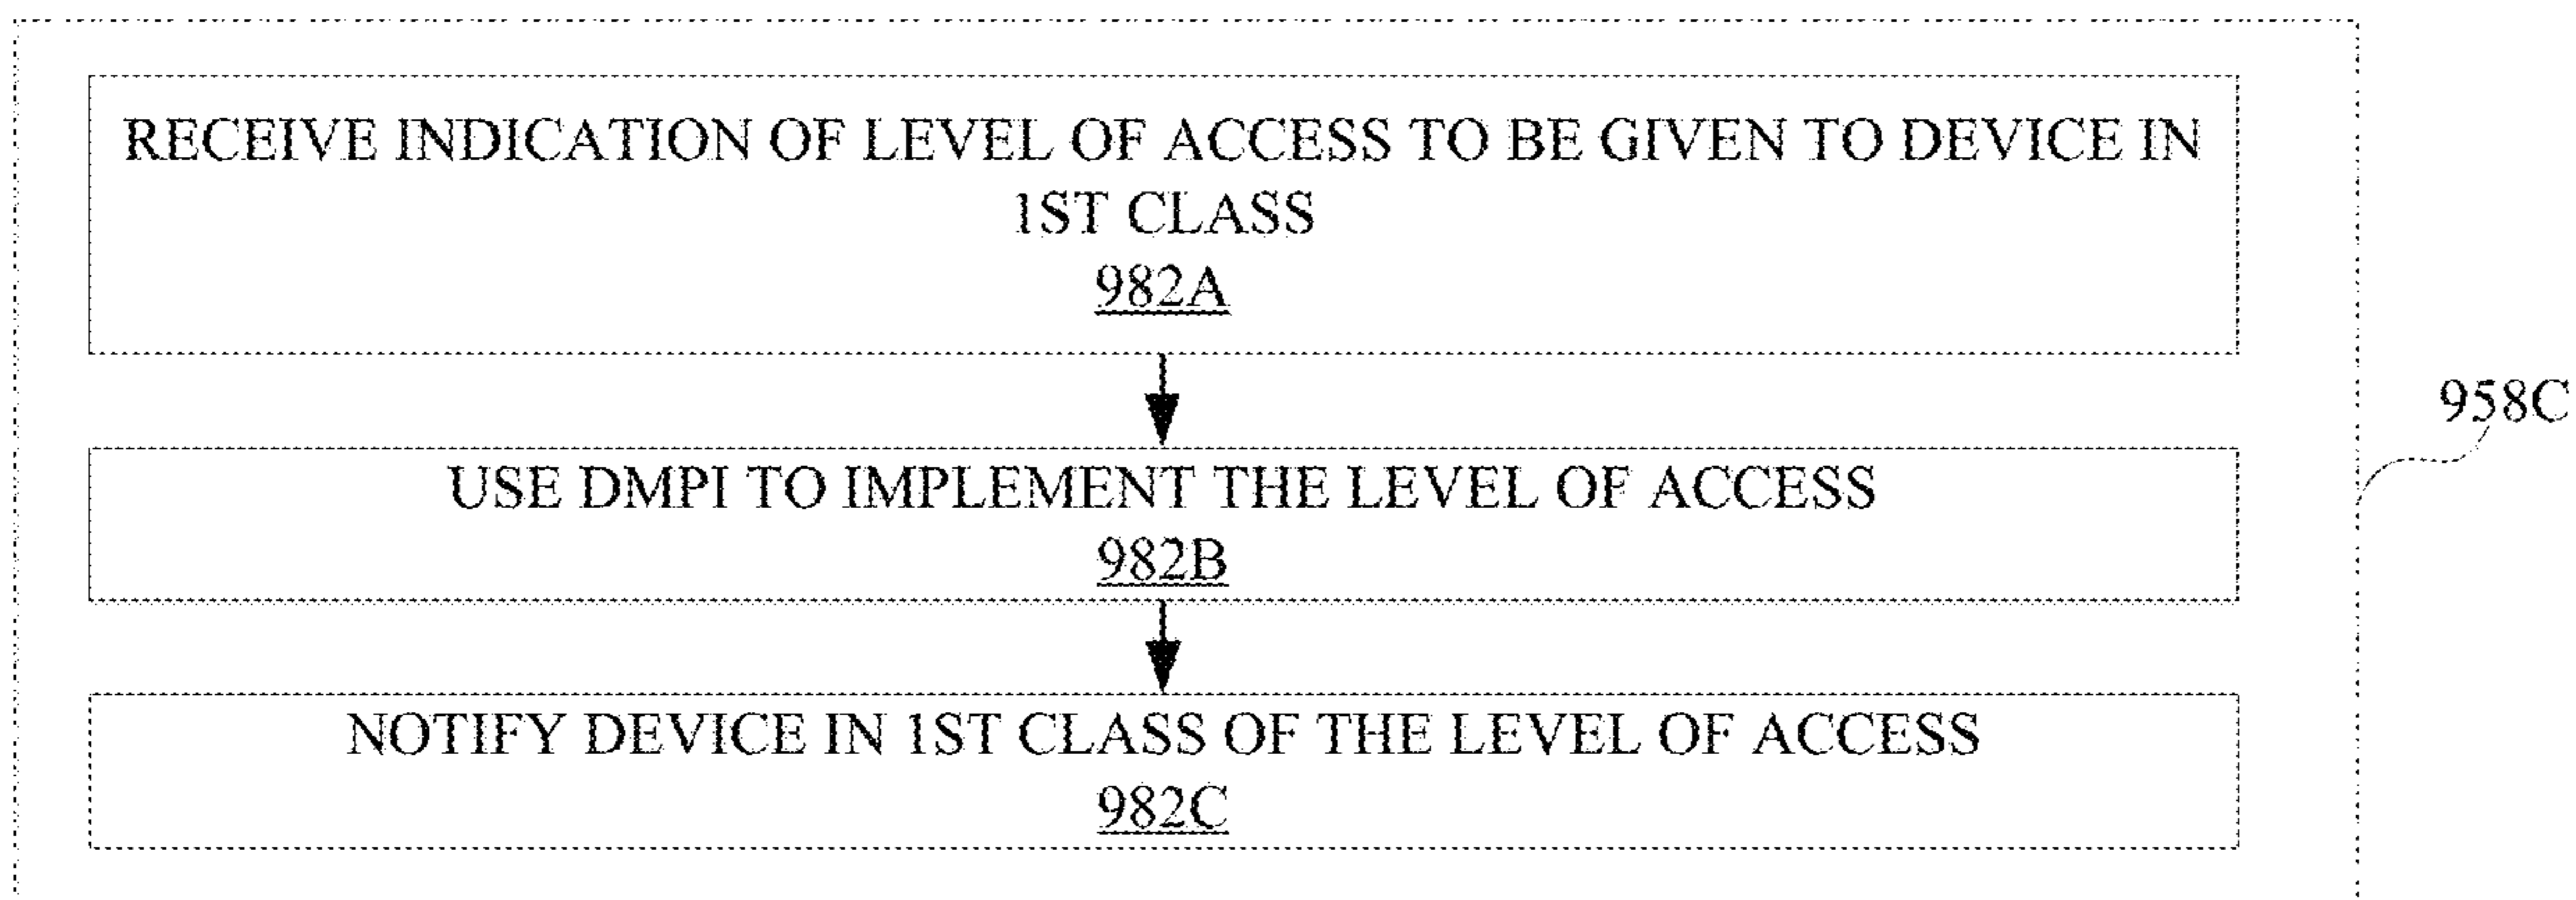 RECEIVE INDICATION OF LEVEL OF ACCESS TO BE GIVEN TO DEVICE IN
1ST CLASS
982A
958C
USE DMPI TO IMPLEMENT THE LEVEL OF ACCESS
982B
NOTIFY DEVICE IN 1ST CLASS OF THE LEVEL OF ACCESS
982C